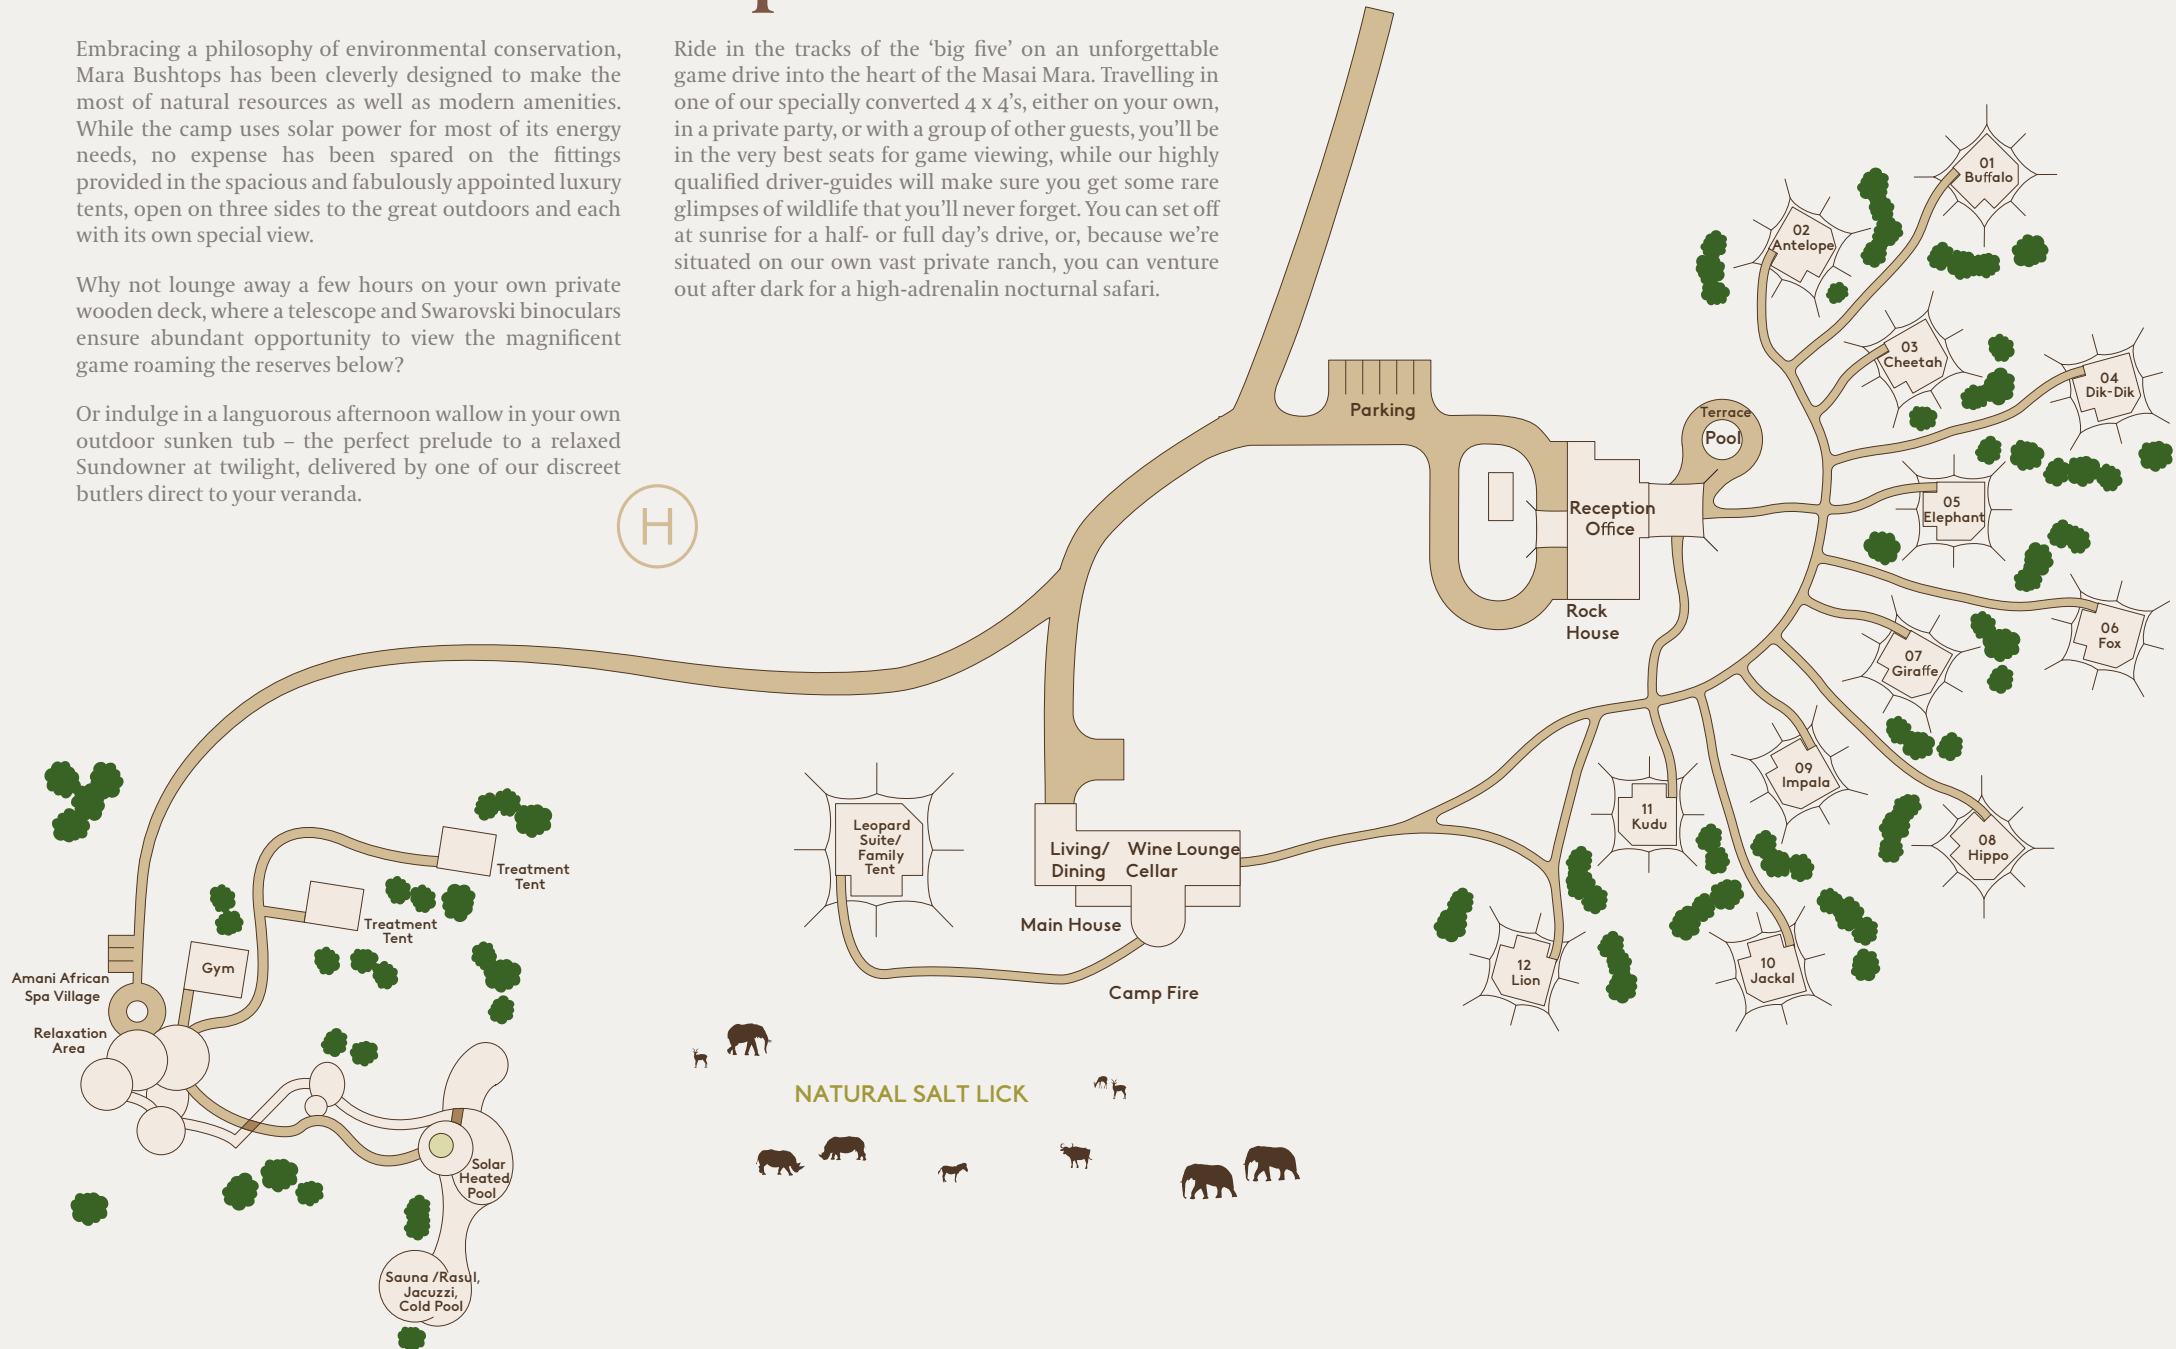 Embracing a philosophy of environmental conservation,
Mara Bushtops has been cleverly designed to make the
most of natural resources as well as modern amenities.
While the camp uses solar power for most of its energy
needs, no expense has been spared on the fittings
provided in the spacious and fabulously appointed luxury
tents, open on three sides to the great outdoors and each
with its own special view.
Why not lounge away a few hours on your own private
wooden deck, where a telescope and Swarovski binoculars
ensure abundant opportunity to view the magnificent
game roaming the reserves below?
Or indulge in a languorous afternoon wallow in your own
outdoor sunken tub – the perfect prelude to a relaxed
Sundowner at twilight, delivered by one of our discreet
butlers direct to your veranda.
Ride in the tracks of the ‘big five’ on an unforgettable
game drive into the heart of the Masai Mara. Travelling in
one of our specially converted 4 x 4’s, either on your own,
in a private party, or with a group of other guests, you’ll be
in the very best seats for game viewing, while our highly
qualified driver-guides will make sure you get some rare
glimpses of wildlife that you’ll never forget. You can set off
at sunrise for a half- or full day’s drive, or, because we’re
situated on our own vast private ranch, you can venture
out after dark for a high-adrenalin nocturnal safari.
H
Parking
Terrace
Pool
Reception
Office
Rock
House
01
Buffalo
02
Antelope
03
Cheetah
04
Dik-Dik
05
Elephant
06
Fox
07
Giraffe
08
Hippo
09
Impala
10
Jackal
11
Kudu
12
Lion
Leopard
Suite/
Family
Tent
Living/
Dining
Wine Lounge
Cellar
Main House
Camp Fire
NATURAL SALT LICK
Treatment
Tent
Treatment
Tent
Gym
Amani African
Spa Village
Relaxation
Area
Solar
Heated
Pool
Sauna /Rasul,
Jacuzzi,
Cold Pool